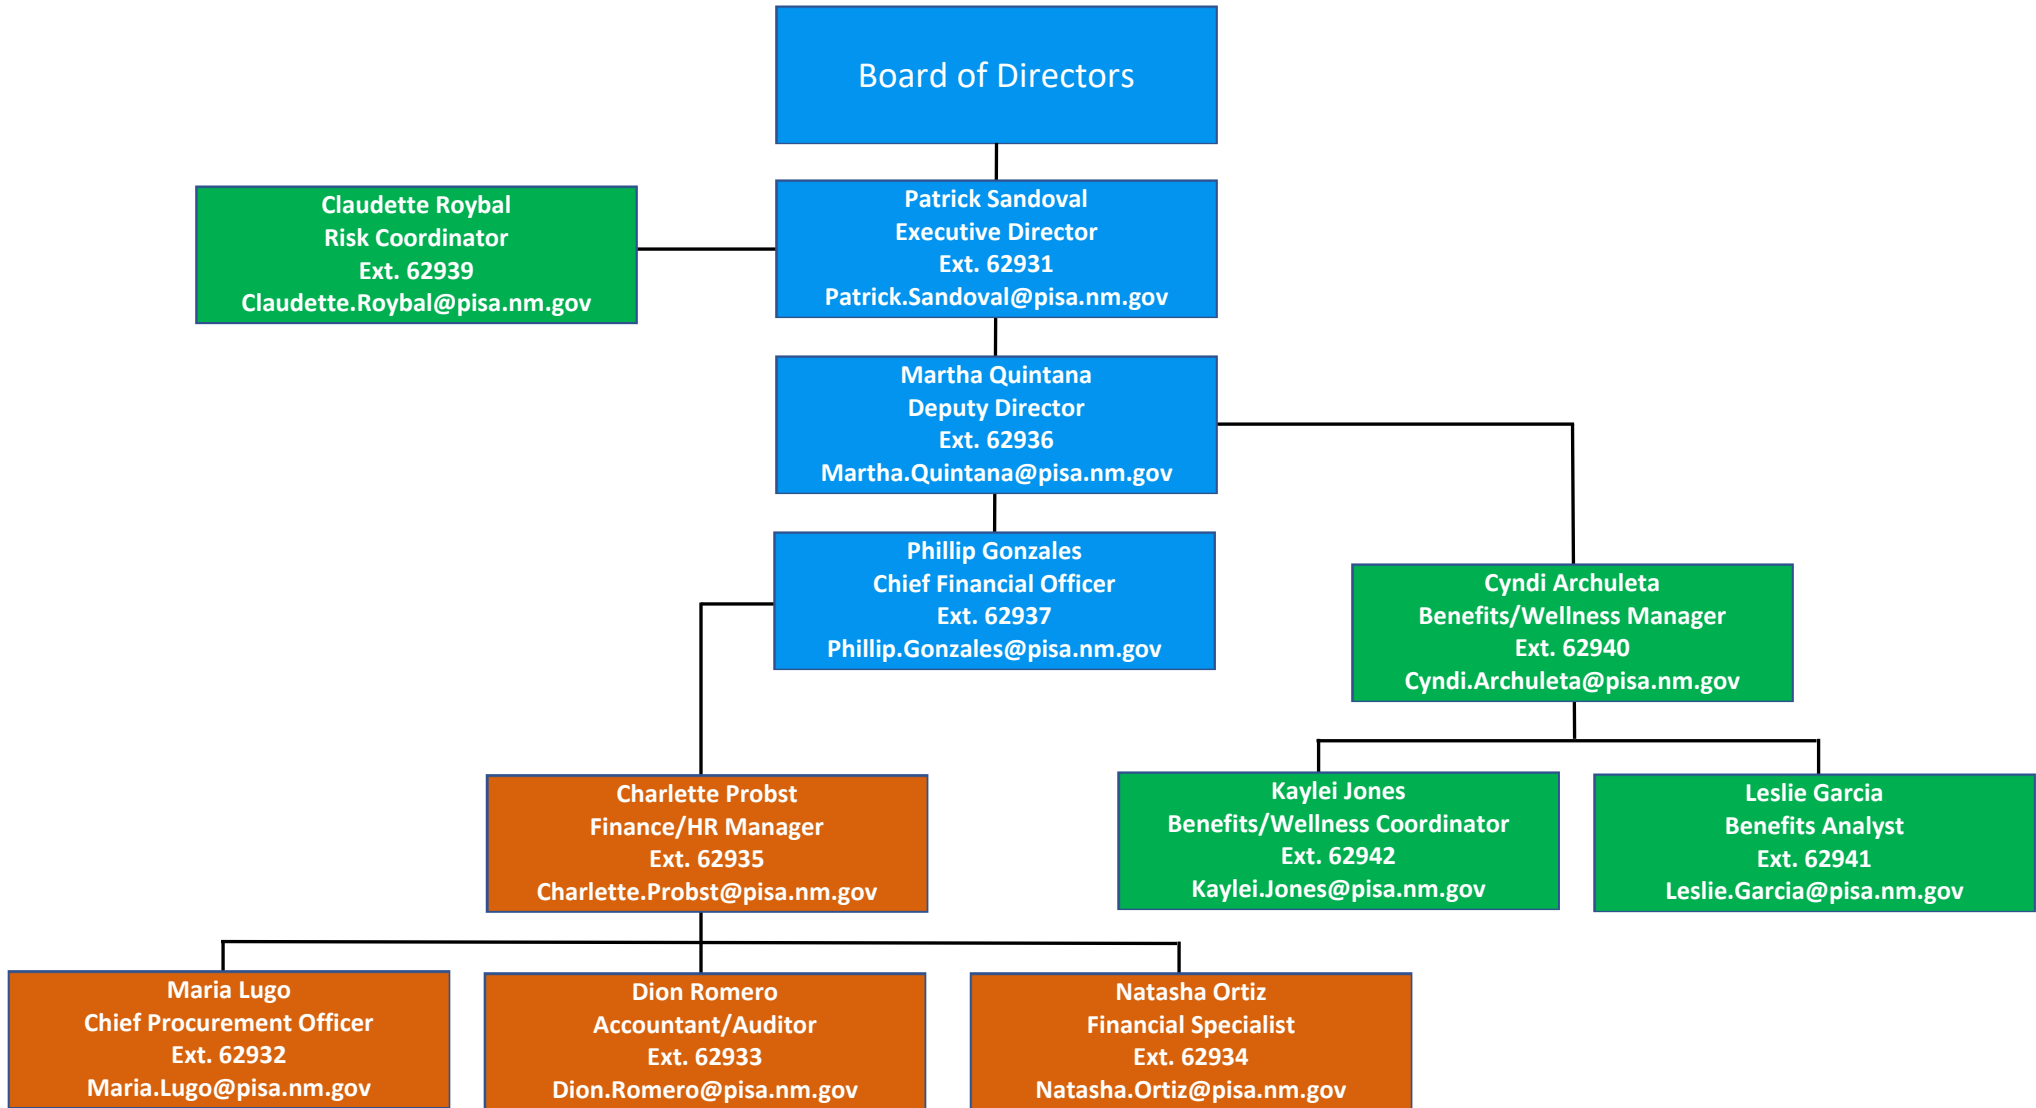 Board of Directors
Claudette Roybal
Risk Coordinator
Ext. 62939
Claudette.Roybal@pisa.nm.gov
Patrick Sandoval
Executive Director
Ext. 62931
Patrick.Sandoval@pisa.nm.gov
Martha Quintana
Deputy Director
Ext. 62936
Martha.Quintana@pisa.nm.gov
Phillip Gonzales
Chief Financial Officer
Ext. 62937
Phillip.Gonzales@pisa.nm.gov
Cyndi Archuleta
Benefits/Wellness Manager
Ext. 62940
Cyndi.Archuleta@pisa.nm.gov
Charlette Probst
Finance/HR Manager
Ext. 62935
Charlette.Probst@pisa.nm.gov
Kaylei Jones
Benefits/Wellness Coordinator
Ext. 62942
Kaylei.Jones@pisa.nm.gov
Leslie Garcia
Benefits Analyst
Ext. 62941
Leslie.Garcia@pisa.nm.gov
Maria Lugo
Chief Procurement Officer
Ext. 62932
Maria.Lugo@pisa.nm.gov
Dion Romero
Accountant/Auditor
Ext. 62933
Dion.Romero@pisa.nm.gov
Natasha Ortiz
Financial Specialist
Ext. 62934
Natasha.Ortiz@pisa.nm.gov